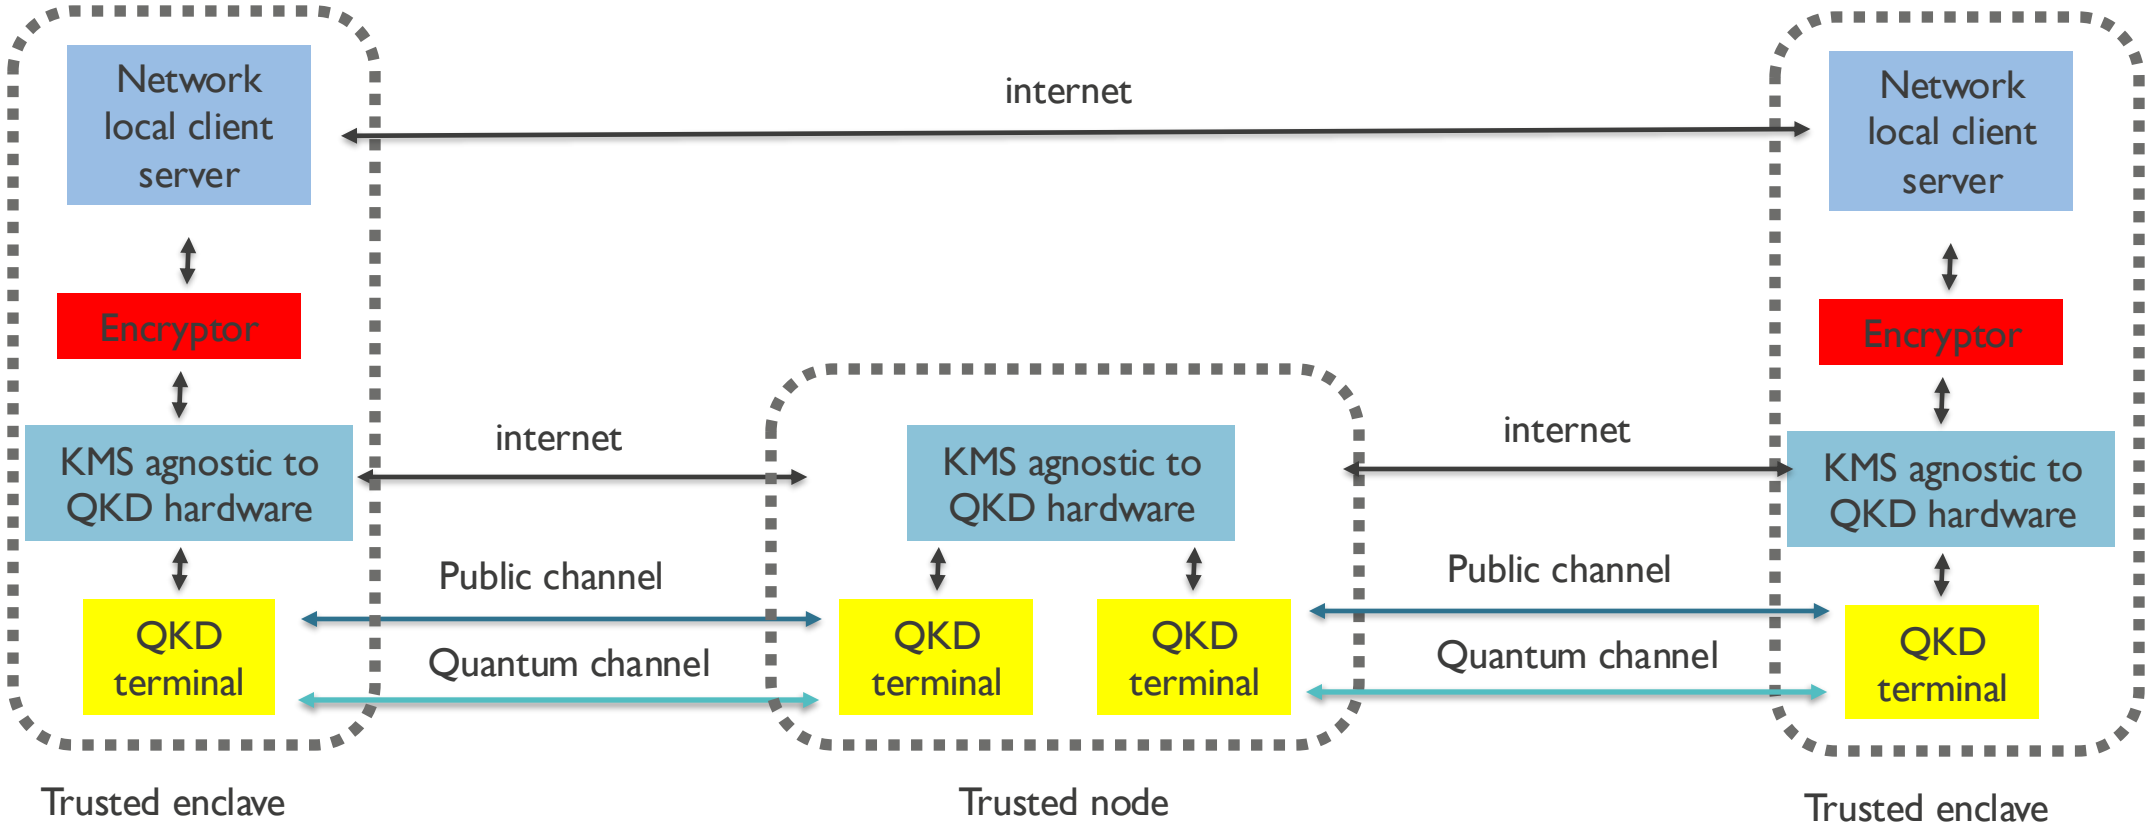 Network
local client
server
internet
Network
local client
server
Encryptor
Encryptor
internet
internet
KMS agnostic to
QKD hardware
KMS agnostic to
QKD hardware
KMS agnostic to
QKD hardware
Public channel
Public channel
QKD
terminal
Quantum channel
QKD
terminal
QKD
terminal
Quantum channel
QKD
terminal
Trusted enclave
Trusted node
Trusted enclave